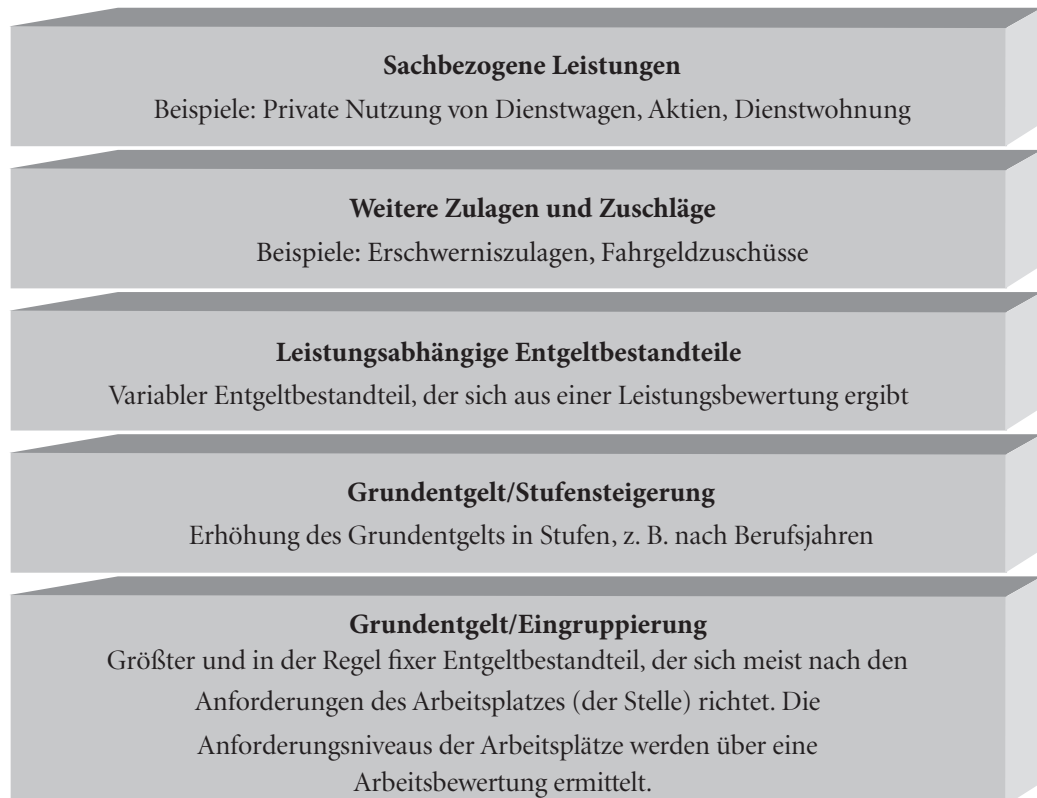 Sachbezogene Leistungen
Beispiele: Private Nutzung von Dienstwagen, Aktien, Dienstwohnung
Weitere Zulagen und Zuschläge
Beispiele: Erschwerniszulagen, Fahrgeldzuschüsse
Leistungsabhängige Entgeltbestandteile
Variabler Entgeltbestandteil, der sich aus einer Leistungsbewertung ergibt
Grundentgelt/Stufensteigerung
Erhöhung des Grundentgelts in Stufen, z. B. nach Berufsjahren
Grundentgelt/Eingruppierung
Größter und in der Regel fixer Entgeltbestandteil, der sich meist nach den
Anforderungen des Arbeitsplatzes (der Stelle) richtet. Die
Anforderungsniveaus der Arbeitsplätze werden über eine
Arbeitsbewertung ermittelt.